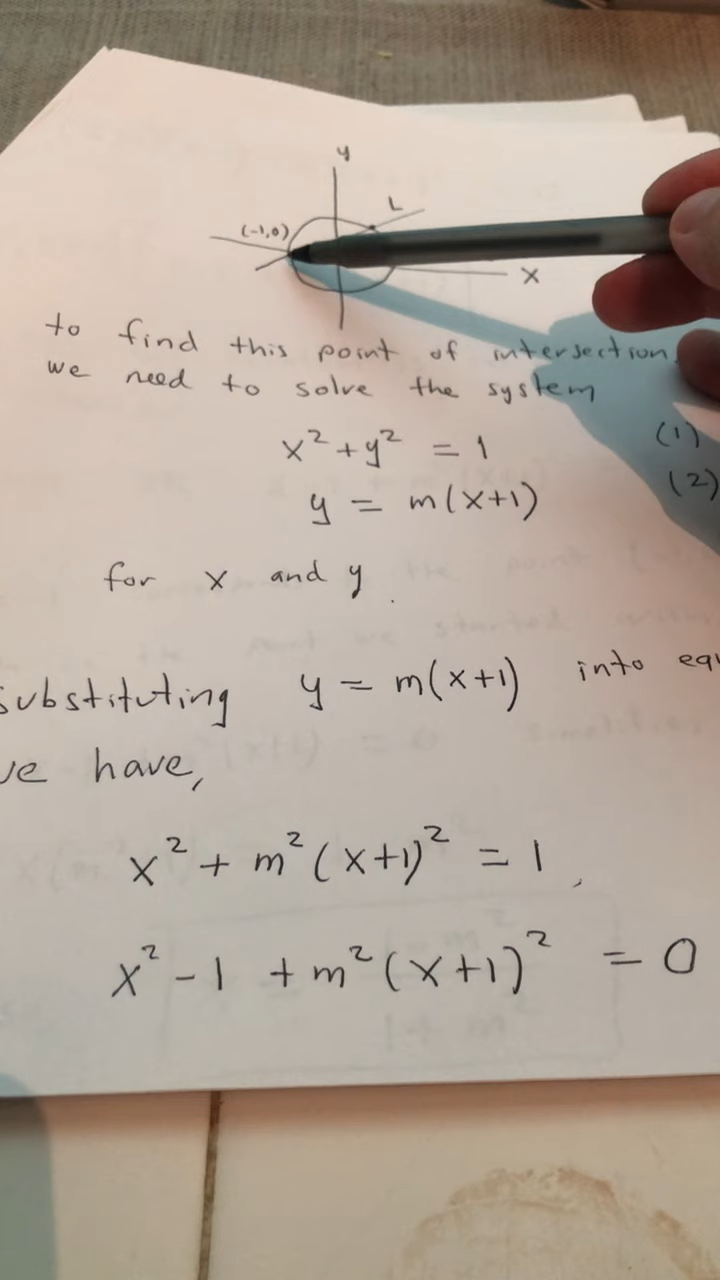 y
L
(-1,0)
x
to find this point of intersection
we need to solve the system
x² + y² = 1 (1)
y = m(x+1) (2)
for x and y.
substituting y = m(x+1) into equ
we have,
x² + m²(x+1)² = 1,
x² - 1 + m²(x+1)² = 0